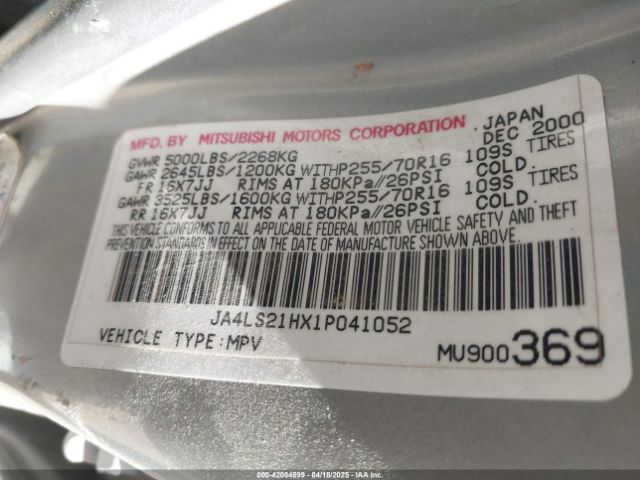 MFD. BY MITSUBISHI MOTORS CORPORATION, JAPAN
GVWR 5000LBS/2268KG DEC 2000
GAWR 2645LBS/1200KG WITHP255/70R16 109S TIRES
FR 16X7JJ RIMS AT 180KPa//26PSI COLD.
GAWR 3525LBS/1600KG WITHP255/70R16 109S TIRES
RR 16X7JJ RIMS AT 180KPa//26PSI COLD.
THIS VEHICLE CONFORMS TO ALL APPLICABLE FEDERAL MOTOR VEHICLE SAFETY AND THEFT
PREVENTION STANDARDS IN EFFECT ON THE DATE OF MANUFACTURE SHOWN ABOVE.
JA4LS21HX1P041052
VEHICLE TYPE:MPV
MV900369
000-42084599 - 04/18/2025 - IAAI.COM